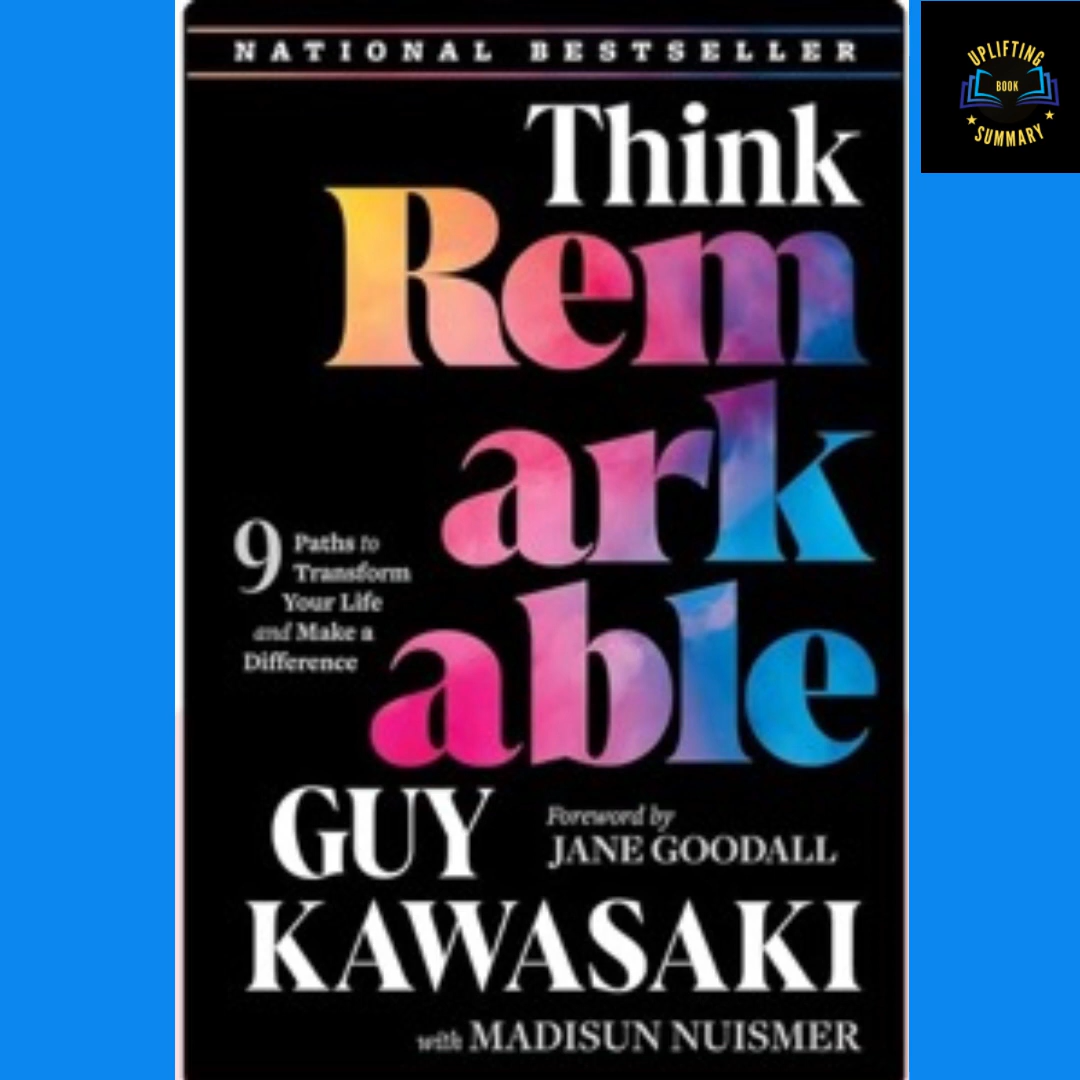 NATIONAL BESTSELLER
Think
Rem
ark
able
9 Paths to
Transform
Your Life
and Make a
Difference
GUY
KAWASAKI
Foreword by
JANE GOODALL
with MADISUN NUISMER
UPLIFTING
BOOK
SUMMARY